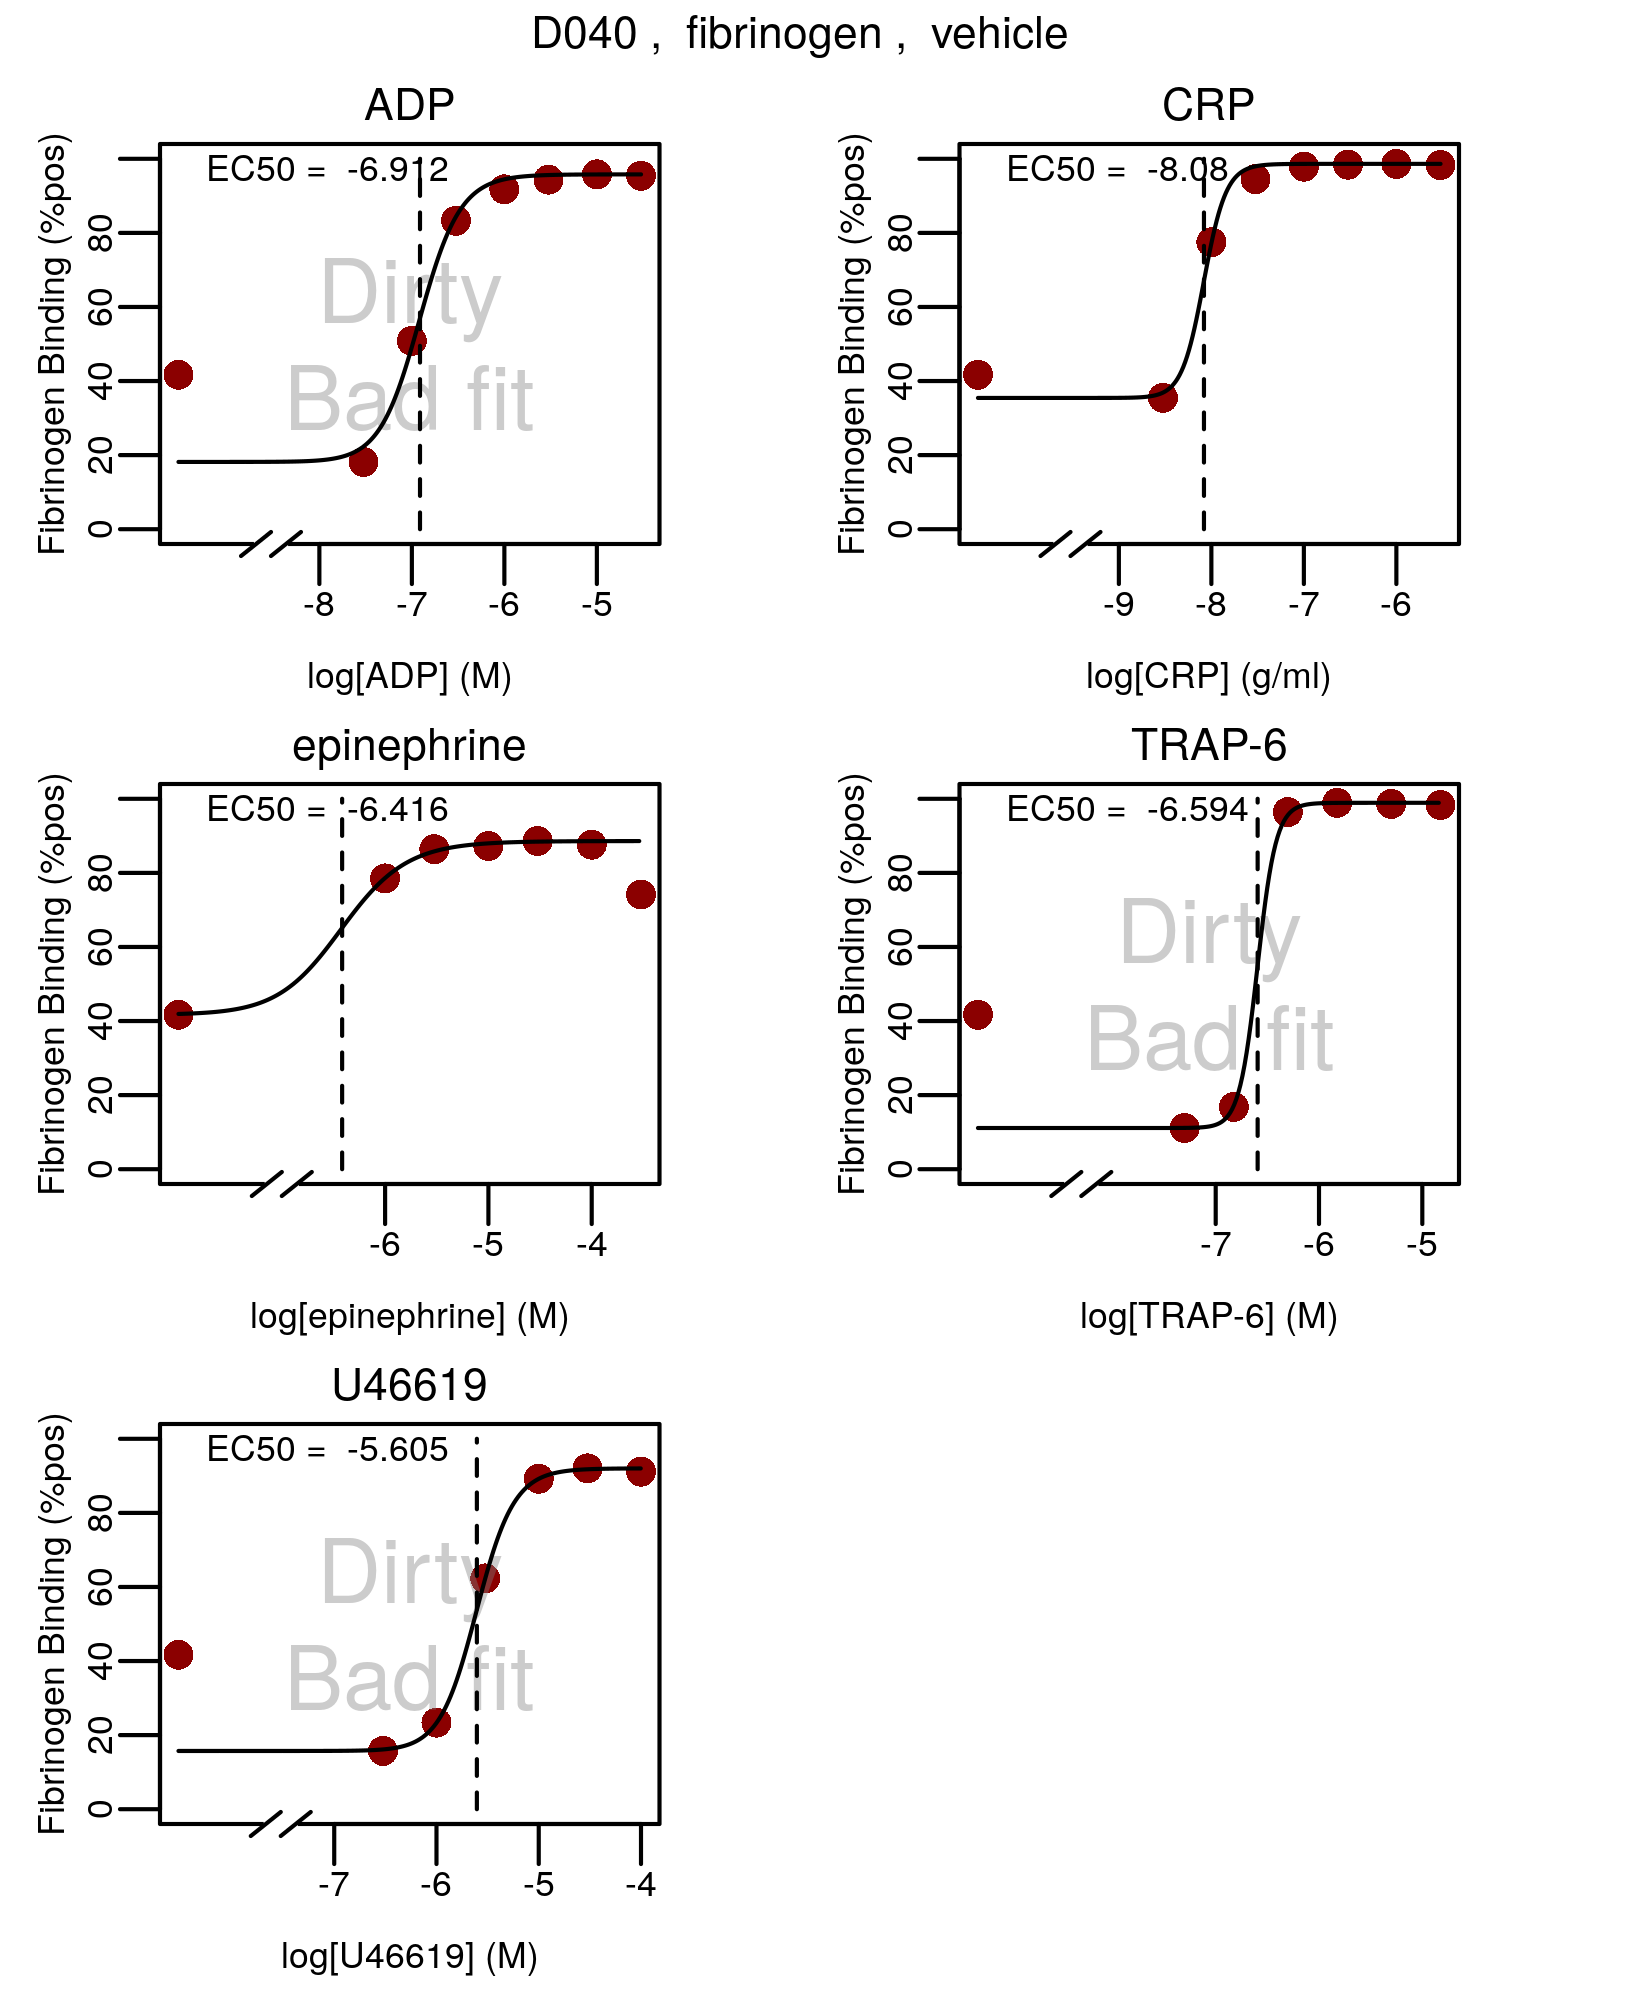 D040 ,  fibrinogen ,  vehicle
ADP
EC50 =  -6.912
Dirty
Bad fit
Fibrinogen Binding (%pos)
0 20 40 60 80
-8 -7 -6 -5
log[ADP] (M)
CRP
EC50 =  -8.08
Fibrinogen Binding (%pos)
0 20 40 60 80
-9 -8 -7 -6
log[CRP] (g/ml)
epinephrine
EC50 =  -6.416
Fibrinogen Binding (%pos)
0 20 40 60 80
-6 -5 -4
log[epinephrine] (M)
TRAP-6
EC50 =  -6.594
Dirty
Bad fit
Fibrinogen Binding (%pos)
0 20 40 60 80
-7 -6 -5
log[TRAP-6] (M)
U46619
EC50 =  -5.605
Dirty
Bad fit
Fibrinogen Binding (%pos)
0 20 40 60 80
-7 -6 -5 -4
log[U46619] (M)